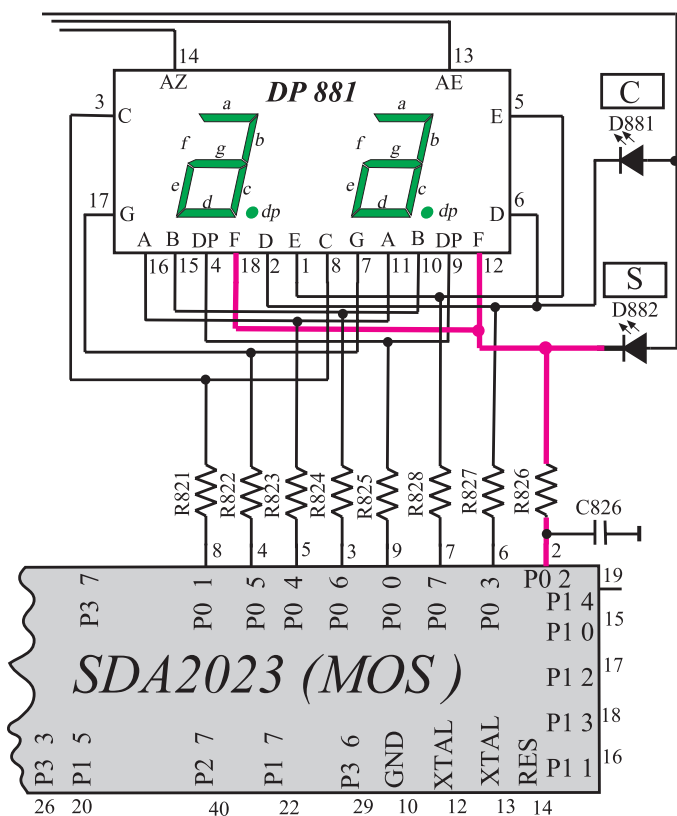 14
13
AZ
DP 881
AE
3
C
a
a
E
5
C
D881
f
b
f
b
g
g
17
G
e
c
e
c
d
dp
d
dp
D
6
A
B
DP
F
D
E
C
G
A
B
DP
F
16
15
4
18
2
1
8
7
11
10
9
12
S
D882
R821
R822
R823
R824
R825
R828
R827
R826
C826
8
4
5
3
9
7
6
2
P3 7
P0 1
P0 5
P0 4
P0 6
P0 0
P0 7
P0 3
P0 2
19
P1 4
15
P1 0
SDA2023 (MOS )
P1 2
17
P1 3
18
P1 1
16
P3 3
P1 5
P2 7
P1 7
P3 6
GND
XTAL
XTAL
RES
26
20
40
22
29
10
12
13
14